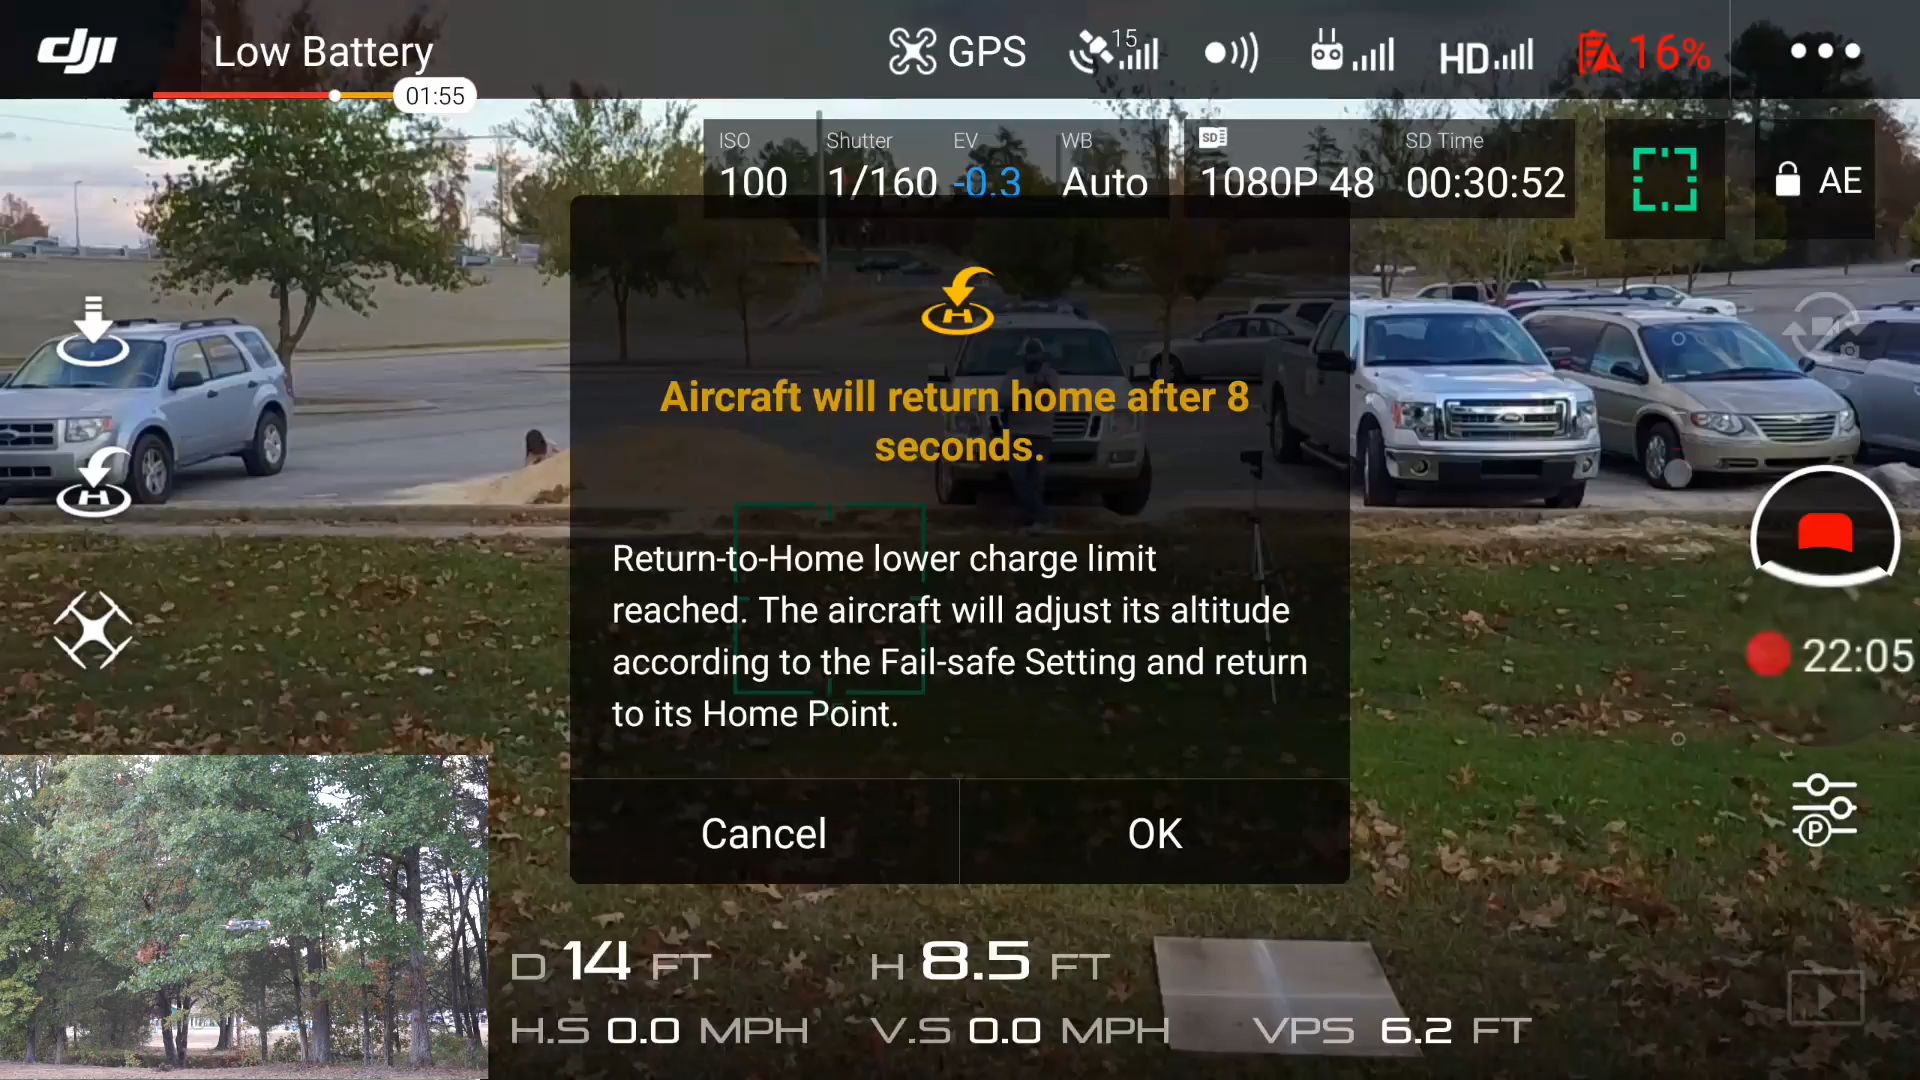 dji Low Battery GPS 15 HD 16%
01:55
ISO Shutter EV WB SD SD Time
100 1/160 -0.3 Auto 1080P 48 00:30:52 AE
Aircraft will return home after 8
seconds.
Return-to-Home lower charge limit
reached. The aircraft will adjust its altitude
according to the Fail-safe Setting and return
to its Home Point.
H
H
22:05
P
Cancel OK
D 14 FT H 8.5 FT
H.S 0.0 MPH V.S 0.0 MPH VPS 6.2 FT